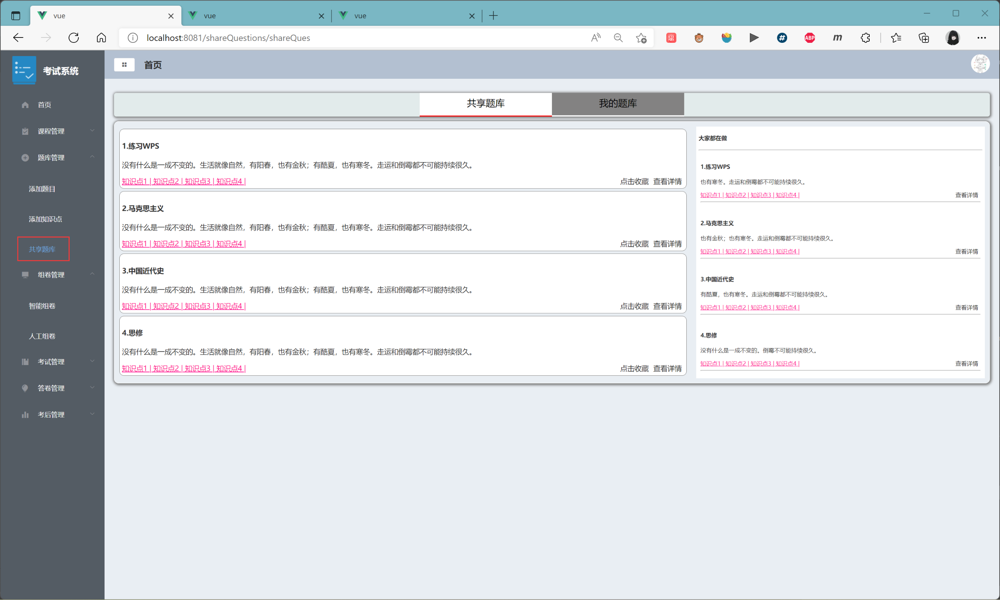 vue
vue
vue
localhost:8081/shareQuestions/shareQues
惠
ABP
m
考试系统
首页
课程管理
题库管理
添加题目
添加知识点
共享题库
组卷管理
智能组卷
人工组卷
考试管理
答卷管理
考后管理
首页
共享题库
我的题库
1.练习WPS
没有什么是一成不变的。生活就像自然，有阳春，也有金秋；有酷夏，也有寒冬。走运和倒霉都不可能持续很久。
知识点1 | 知识点2 | 知识点3 | 知识点4 |
点击收藏 查看详情
2.马克思主义
没有什么是一成不变的。生活就像自然，有阳春，也有金秋；有酷夏，也有寒冬。走运和倒霉都不可能持续很久。
知识点1 | 知识点2 | 知识点3 | 知识点4 |
点击收藏 查看详情
3.中国近代史
没有什么是一成不变的。生活就像自然，有阳春，也有金秋；有酷夏，也有寒冬。走运和倒霉都不可能持续很久。
知识点1 | 知识点2 | 知识点3 | 知识点4 |
点击收藏 查看详情
4.思修
没有什么是一成不变的。生活就像自然，有阳春，也有金秋；有酷夏，也有寒冬。走运和倒霉都不可能持续很久。
知识点1 | 知识点2 | 知识点3 | 知识点4 |
点击收藏 查看详情
大家都在做
1.练习WPS
也有寒冬。走运和倒霉都不可能持续很久。
知识点1 | 知识点2 | 知识点3 | 知识点4 |
查看详情
2.马克思主义
也有金秋；也有寒冬。走运和倒霉都不可能持续很久。
知识点1 | 知识点2 | 知识点3 | 知识点4 |
查看详情
3.中国近代史
有酷夏，也有寒冬。走运和倒霉都不可能持续很久。
知识点1 | 知识点2 | 知识点3 | 知识点4 |
查看详情
4.思修
没有什么是一成不变的。倒霉不可能持续很久。
知识点1 | 知识点2 | 知识点3 | 知识点4 |
查看详情